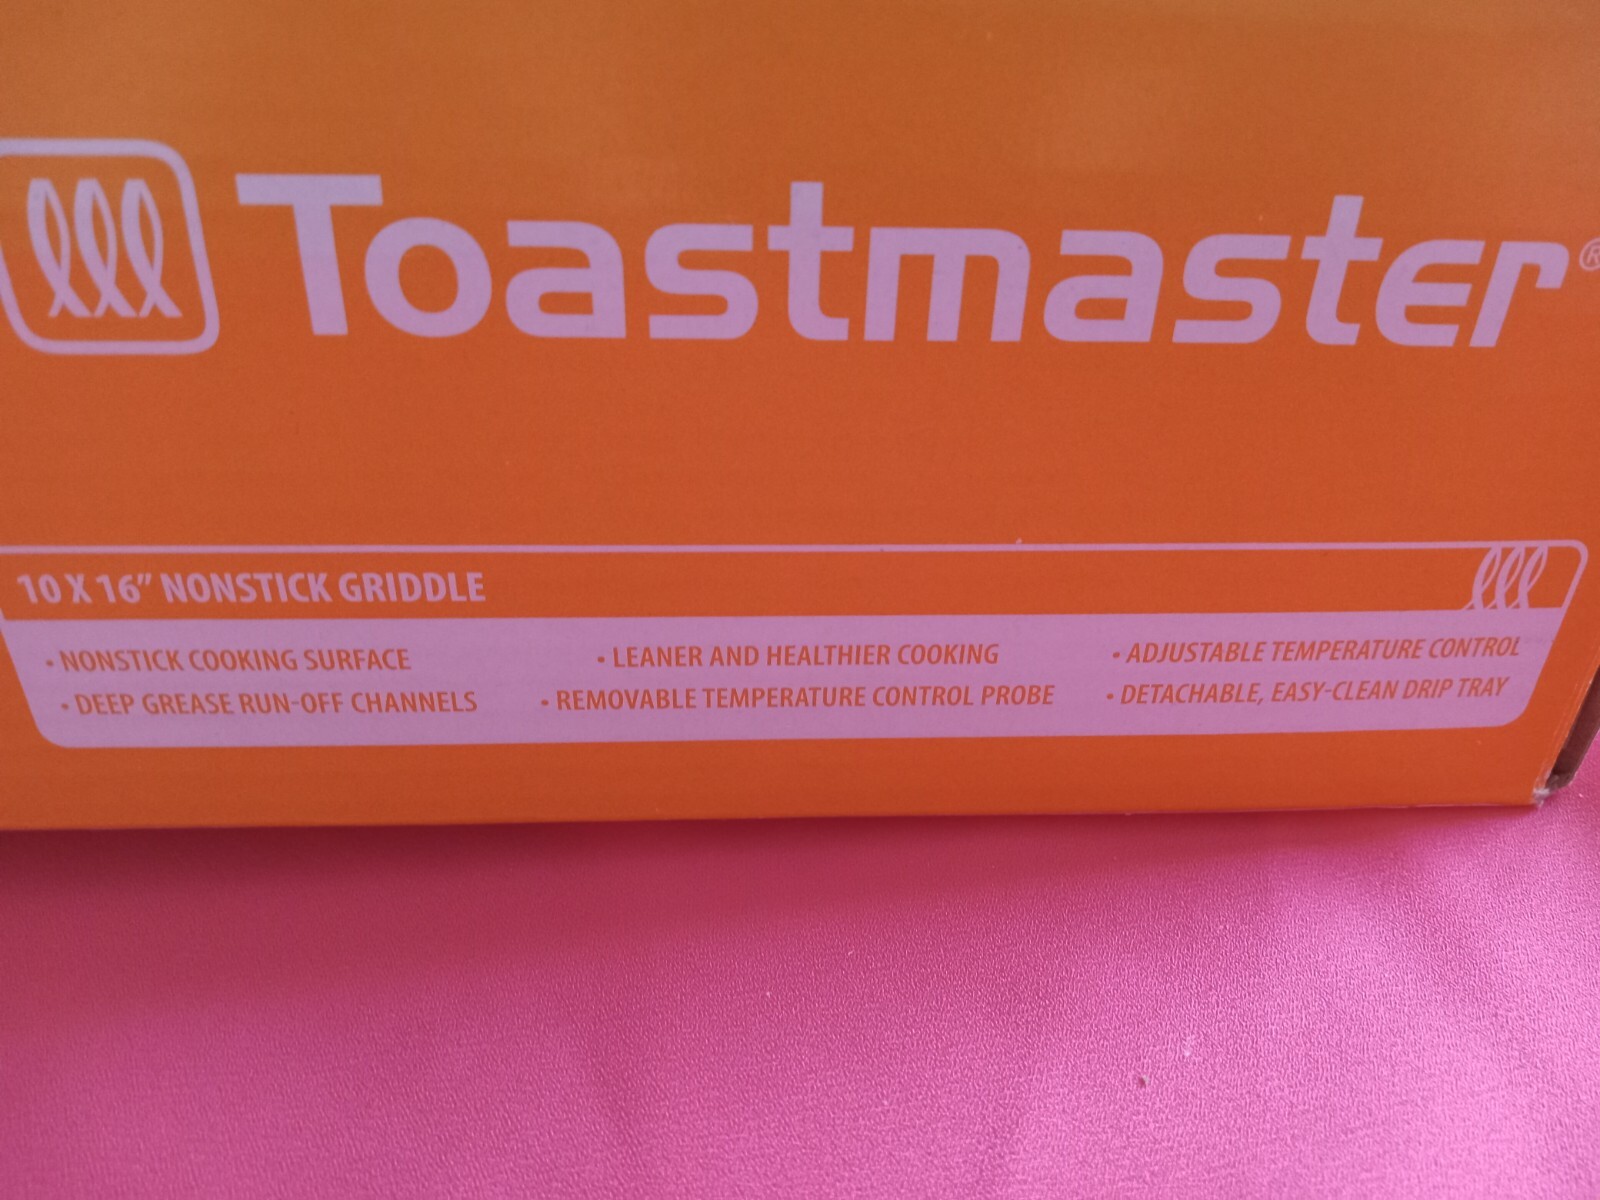 Toastmaster®
10 X 16" NONSTICK GRIDDLE
• NONSTICK COOKING SURFACE • LEANER AND HEALTHIER COOKING • ADJUSTABLE TEMPERATURE CONTROL
• DEEP GREASE RUN-OFF CHANNELS • REMOVABLE TEMPERATURE CONTROL PROBE • DETACHABLE, EASY-CLEAN DRIP TRAY